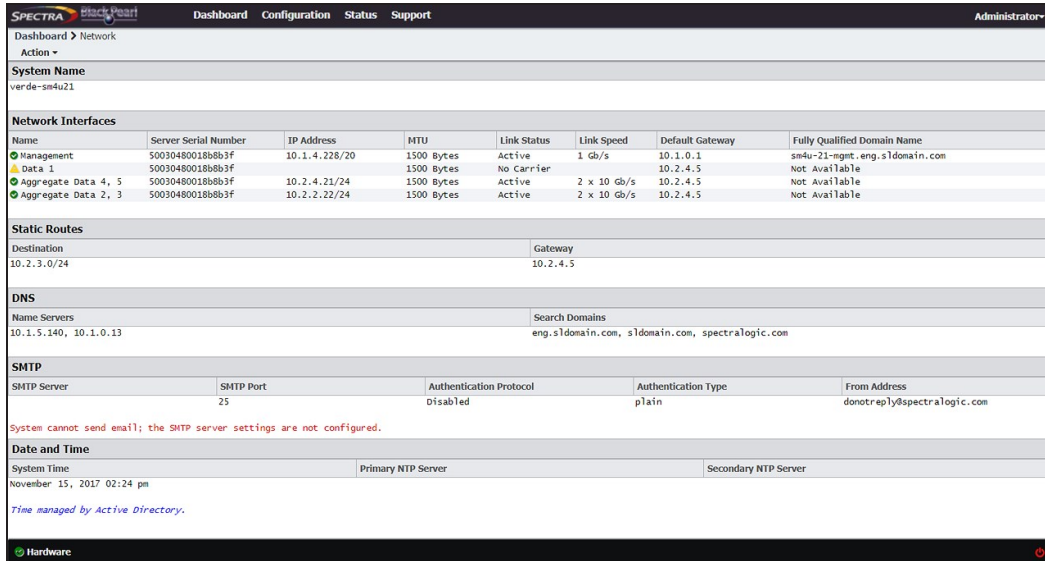 SPECTRA BlackPearl Dashboard Configuration Status Support Administrator
Dashboard > Network
Action
System Name
verde-sm4u21
Network Interfaces
Name Server Serial Number IP Address MTU Link Status Link Speed Default Gateway Fully Qualified Domain Name
Management 50030480018b8b3f 10.1.4.228/20 1500 Bytes Active 1 Gb/s 10.1.0.1 sm4u-21-mgmt.eng.sldomain.com
Data 1 50030480018b8b3f 1500 Bytes No Carrier 10.2.4.5 Not Available
Aggregate Data 4, 5 50030480018b8b3f 10.2.4.21/24 1500 Bytes Active 2 x 10 Gb/s 10.2.4.5 Not Available
Aggregate Data 2, 3 50030480018b8b3f 10.2.2.22/24 1500 Bytes Active 2 x 10 Gb/s 10.2.4.5 Not Available
Static Routes
Destination Gateway
10.2.3.0/24 10.2.4.5
DNS
Name Servers Search Domains
10.1.5.140, 10.1.0.13 eng.sldomain.com, sldomain.com, spectralogic.com
SMTP
SMTP Server SMTP Port Authentication Protocol Authentication Type From Address
25 Disabled plain donotreply@spectralogic.com
System cannot send email; the SMTP server settings are not configured.
Date and Time
System Time Primary NTP Server Secondary NTP Server
November 15, 2017 02:24 pm
Time managed by Active Directory.
Hardware